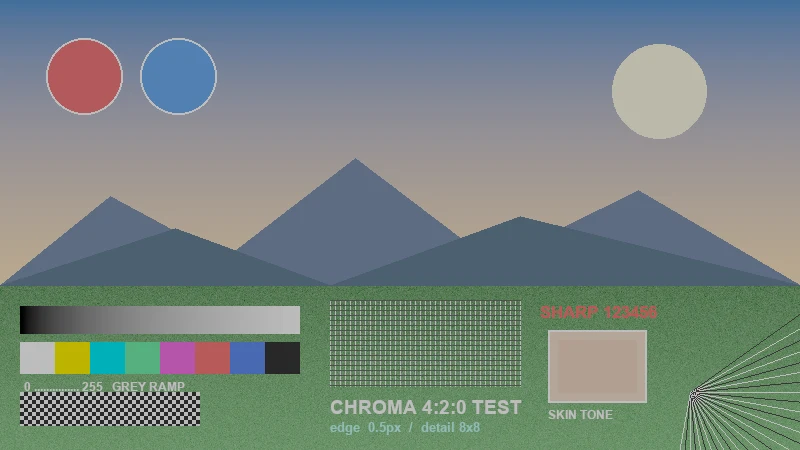 SHARP 123456
0 ............... 255 GREY RAMP
CHROMA 4:2:0 TEST
SKIN TONE
edge 0.5px / detail 8x8